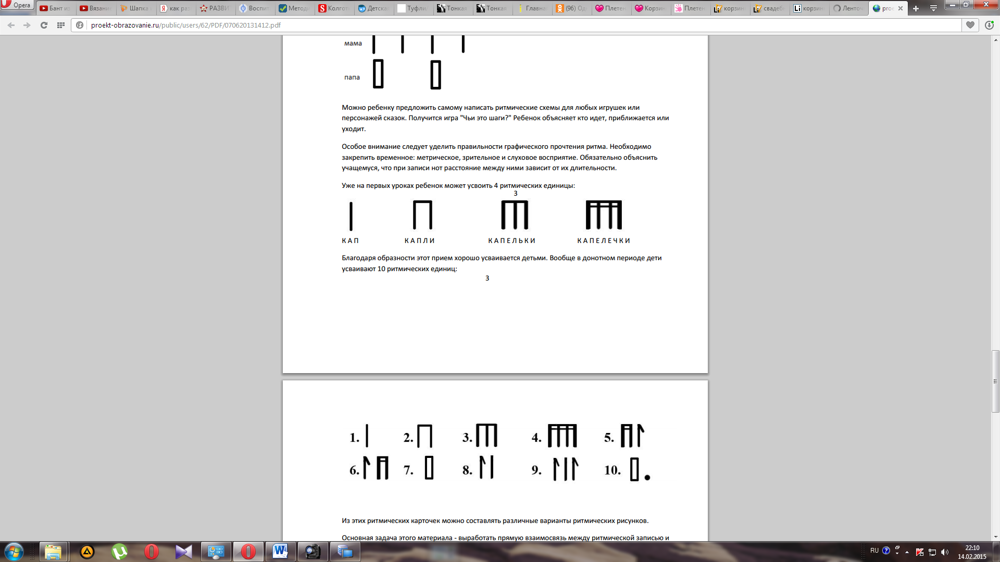 Opera
Бант из
Вязани
Шапка
как раз
РАЗВИ
Воспит
Методи
Колгот
Детска
Туфли
Тонкая
Тонкая
Главна
(96) Од
Плетен
Корзин
Плетен
корзин
свадеб
корзин
Ленточ
proe
proekt-obrazovanie.ru/public/users/62/PDF/070620131412.pdf
мама
папа
Можно ребенку предложить самому написать ритмические схемы для любых игрушек или
персонажей сказок. Получится игра "Чьи это шаги?" Ребенок объясняет кто идет, приближается или
уходит.
Особое внимание следует уделить правильности графического прочтения ритма. Необходимо
закрепить временное: метрическое, зрительное и слуховое восприятие. Обязательно объяснить
учащемуся, что при записи нот расстояние между ними зависит от их длительности.
Уже на первых уроках ребенок может усвоить 4 ритмических единицы:
3
К А П К А П Л И К А П Е Л Ь К И К А П Е Л Е Ч К И
Благодаря образности этот прием хорошо усваивается детьми. Вообще в донотном периоде дети
усваивают 10 ритмических единиц:
3
1. 2. 3. 4. 5.
6. 7. 8. 9. 10.
Из этих ритмических карточек можно составлять различные варианты ритмических рисунков.
Основная задача этого материала - выработать прямую взаимосвязь между ритмической записью и
RU
22:10
14.02.2015